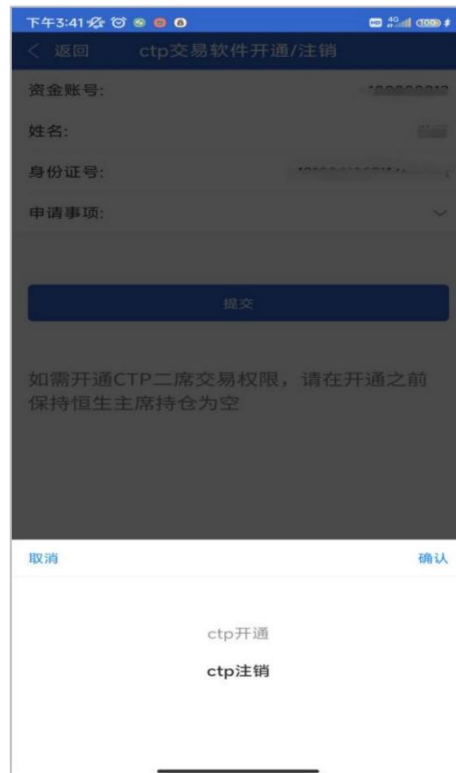 下午3:41
HD 4G 100
返回 ctp交易软件开通/注销
资金账号:
姓名:
身份证号:
申请事项:
提交
如需开通CTP二席交易权限，请在开通之前
保持恒生主席持仓为空
取消 确认
ctp开通
ctp注销